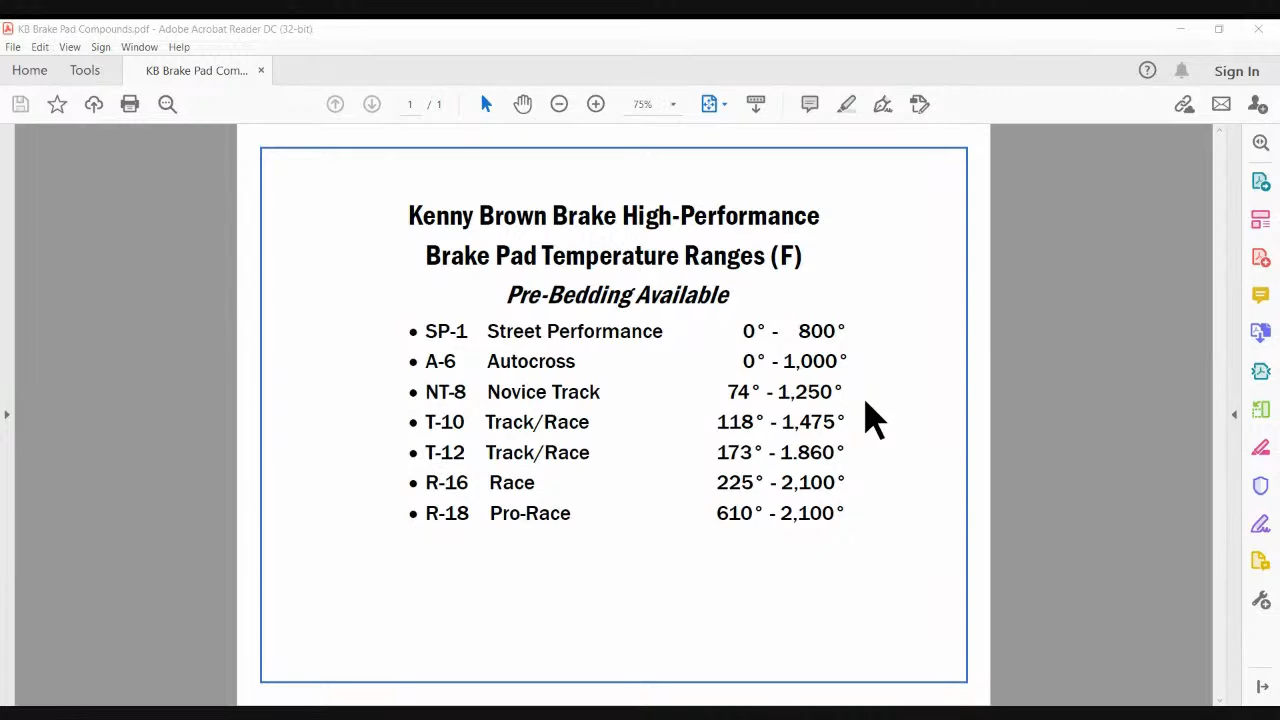 KB Brake Pad Compounds.pdf - Adobe Acrobat Reader DC (32-bit)
File Edit View Sign Window Help
Home Tools KB Brake Pad Com... × Sign In
1 / 1 75%
Kenny Brown Brake High-Performance
Brake Pad Temperature Ranges (F)
Pre-Bedding Available
• SP-1 Street Performance 0° - 800°
• A-6 Autocross 0° - 1,000°
• NT-8 Novice Track 74° - 1,250°
• T-10 Track/Race 118° - 1,475°
• T-12 Track/Race 173° - 1.860°
• R-16 Race 225° - 2,100°
• R-18 Pro-Race 610° - 2,100°